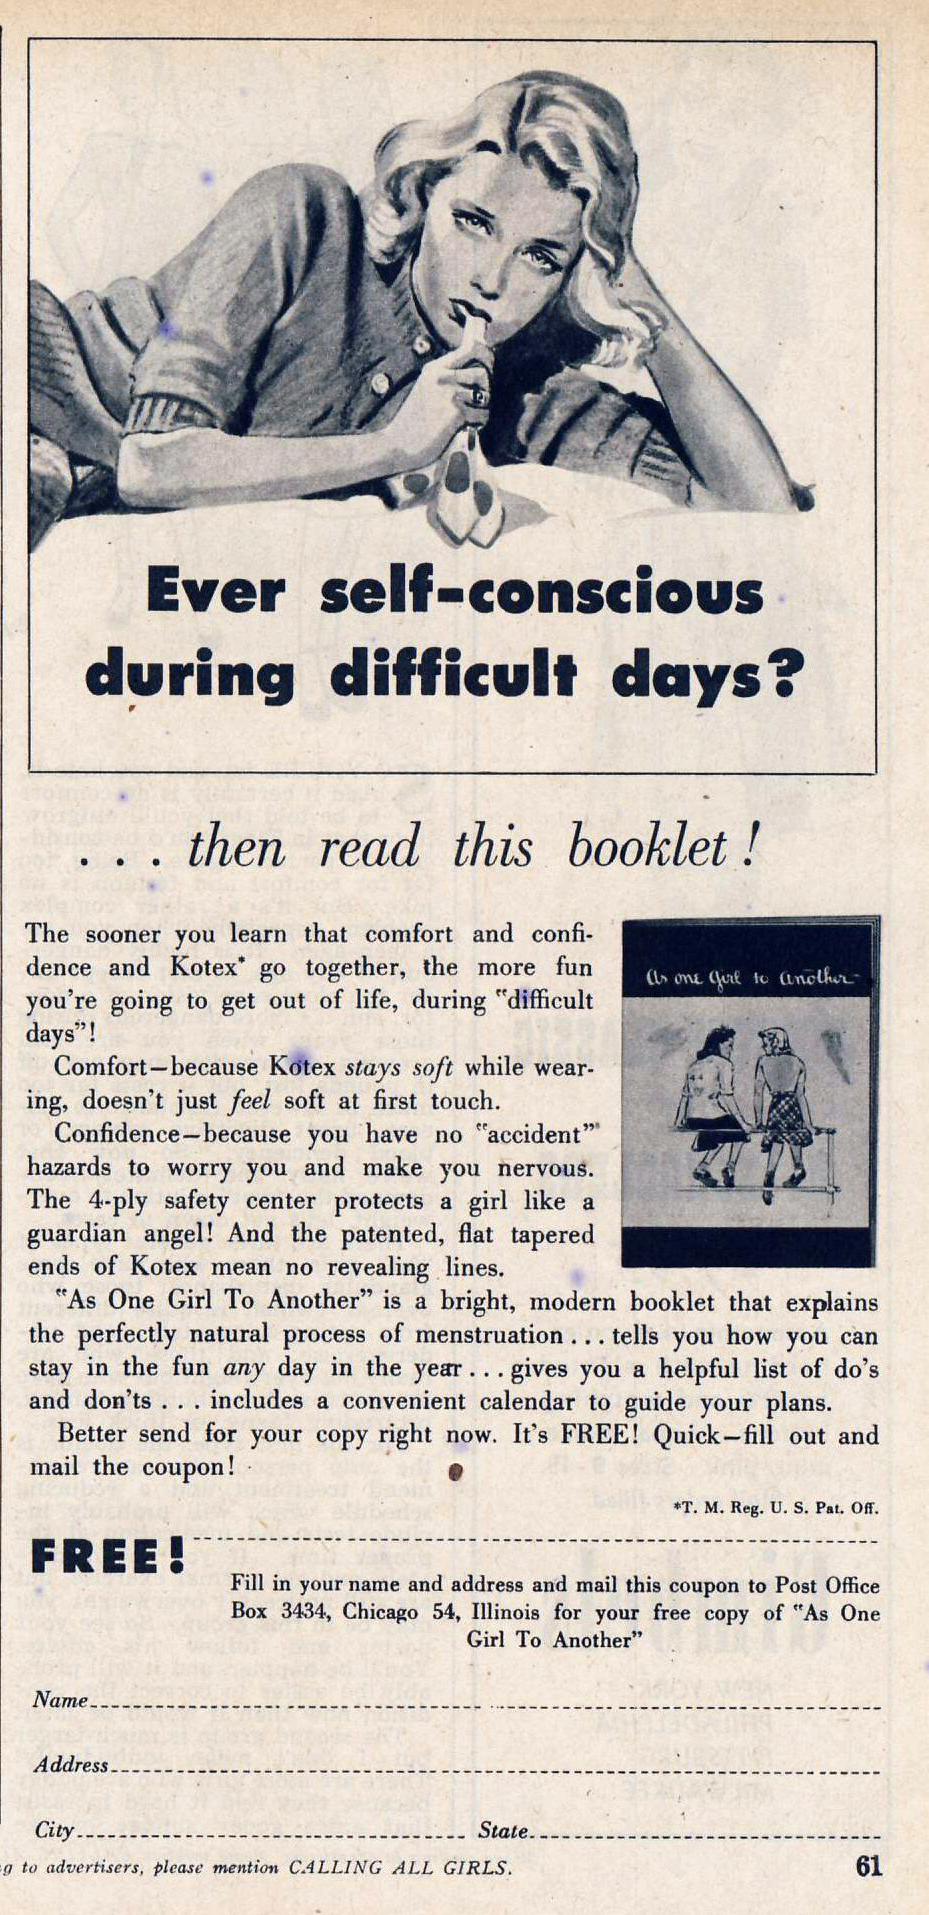 Ever self-conscious
during difficult days?
. . . then read this booklet!
The sooner you learn that comfort and confi-
dence and Kotex* go together, the more fun
you're going to get out of life, during "difficult
days"!
Comfort—because Kotex stays soft while wear-
ing, doesn't just feel soft at first touch.
Confidence—because you have no "accident"
hazards to worry you and make you nervous.
The 4-ply safety center protects a girl like a
guardian angel! And the patented, flat tapered
ends of Kotex mean no revealing lines.
As one Girl to Another
"As One Girl To Another" is a bright, modern booklet that explains
the perfectly natural process of menstruation . . . tells you how you can
stay in the fun any day in the year . . . gives you a helpful list of do's
and don'ts . . . includes a convenient calendar to guide your plans.
Better send for your copy right now. It's FREE! Quick—fill out and
mail the coupon!
*T. M. Reg. U. S. Pat. Off.
FREE!
Fill in your name and address and mail this coupon to Post Office
Box 3434, Chicago 54, Illinois for your free copy of "As One
Girl To Another"
Name
Address
City State
g to advertisers, please mention CALLING ALL GIRLS. 61